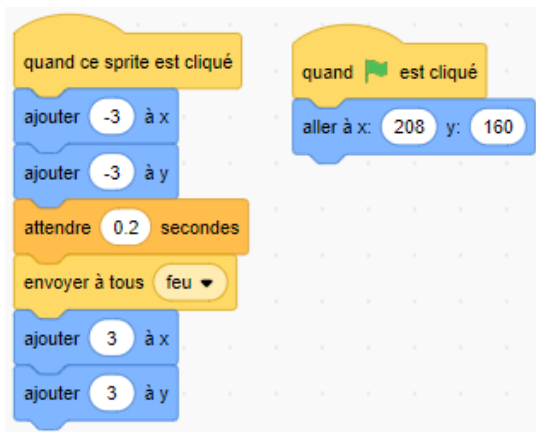 quand ce sprite est cliqué
ajouter -3 à x
ajouter -3 à y
attendre 0.2 secondes
envoyer à tous feu
ajouter 3 à x
ajouter 3 à y
quand est cliqué
aller à x: 208 y: 160